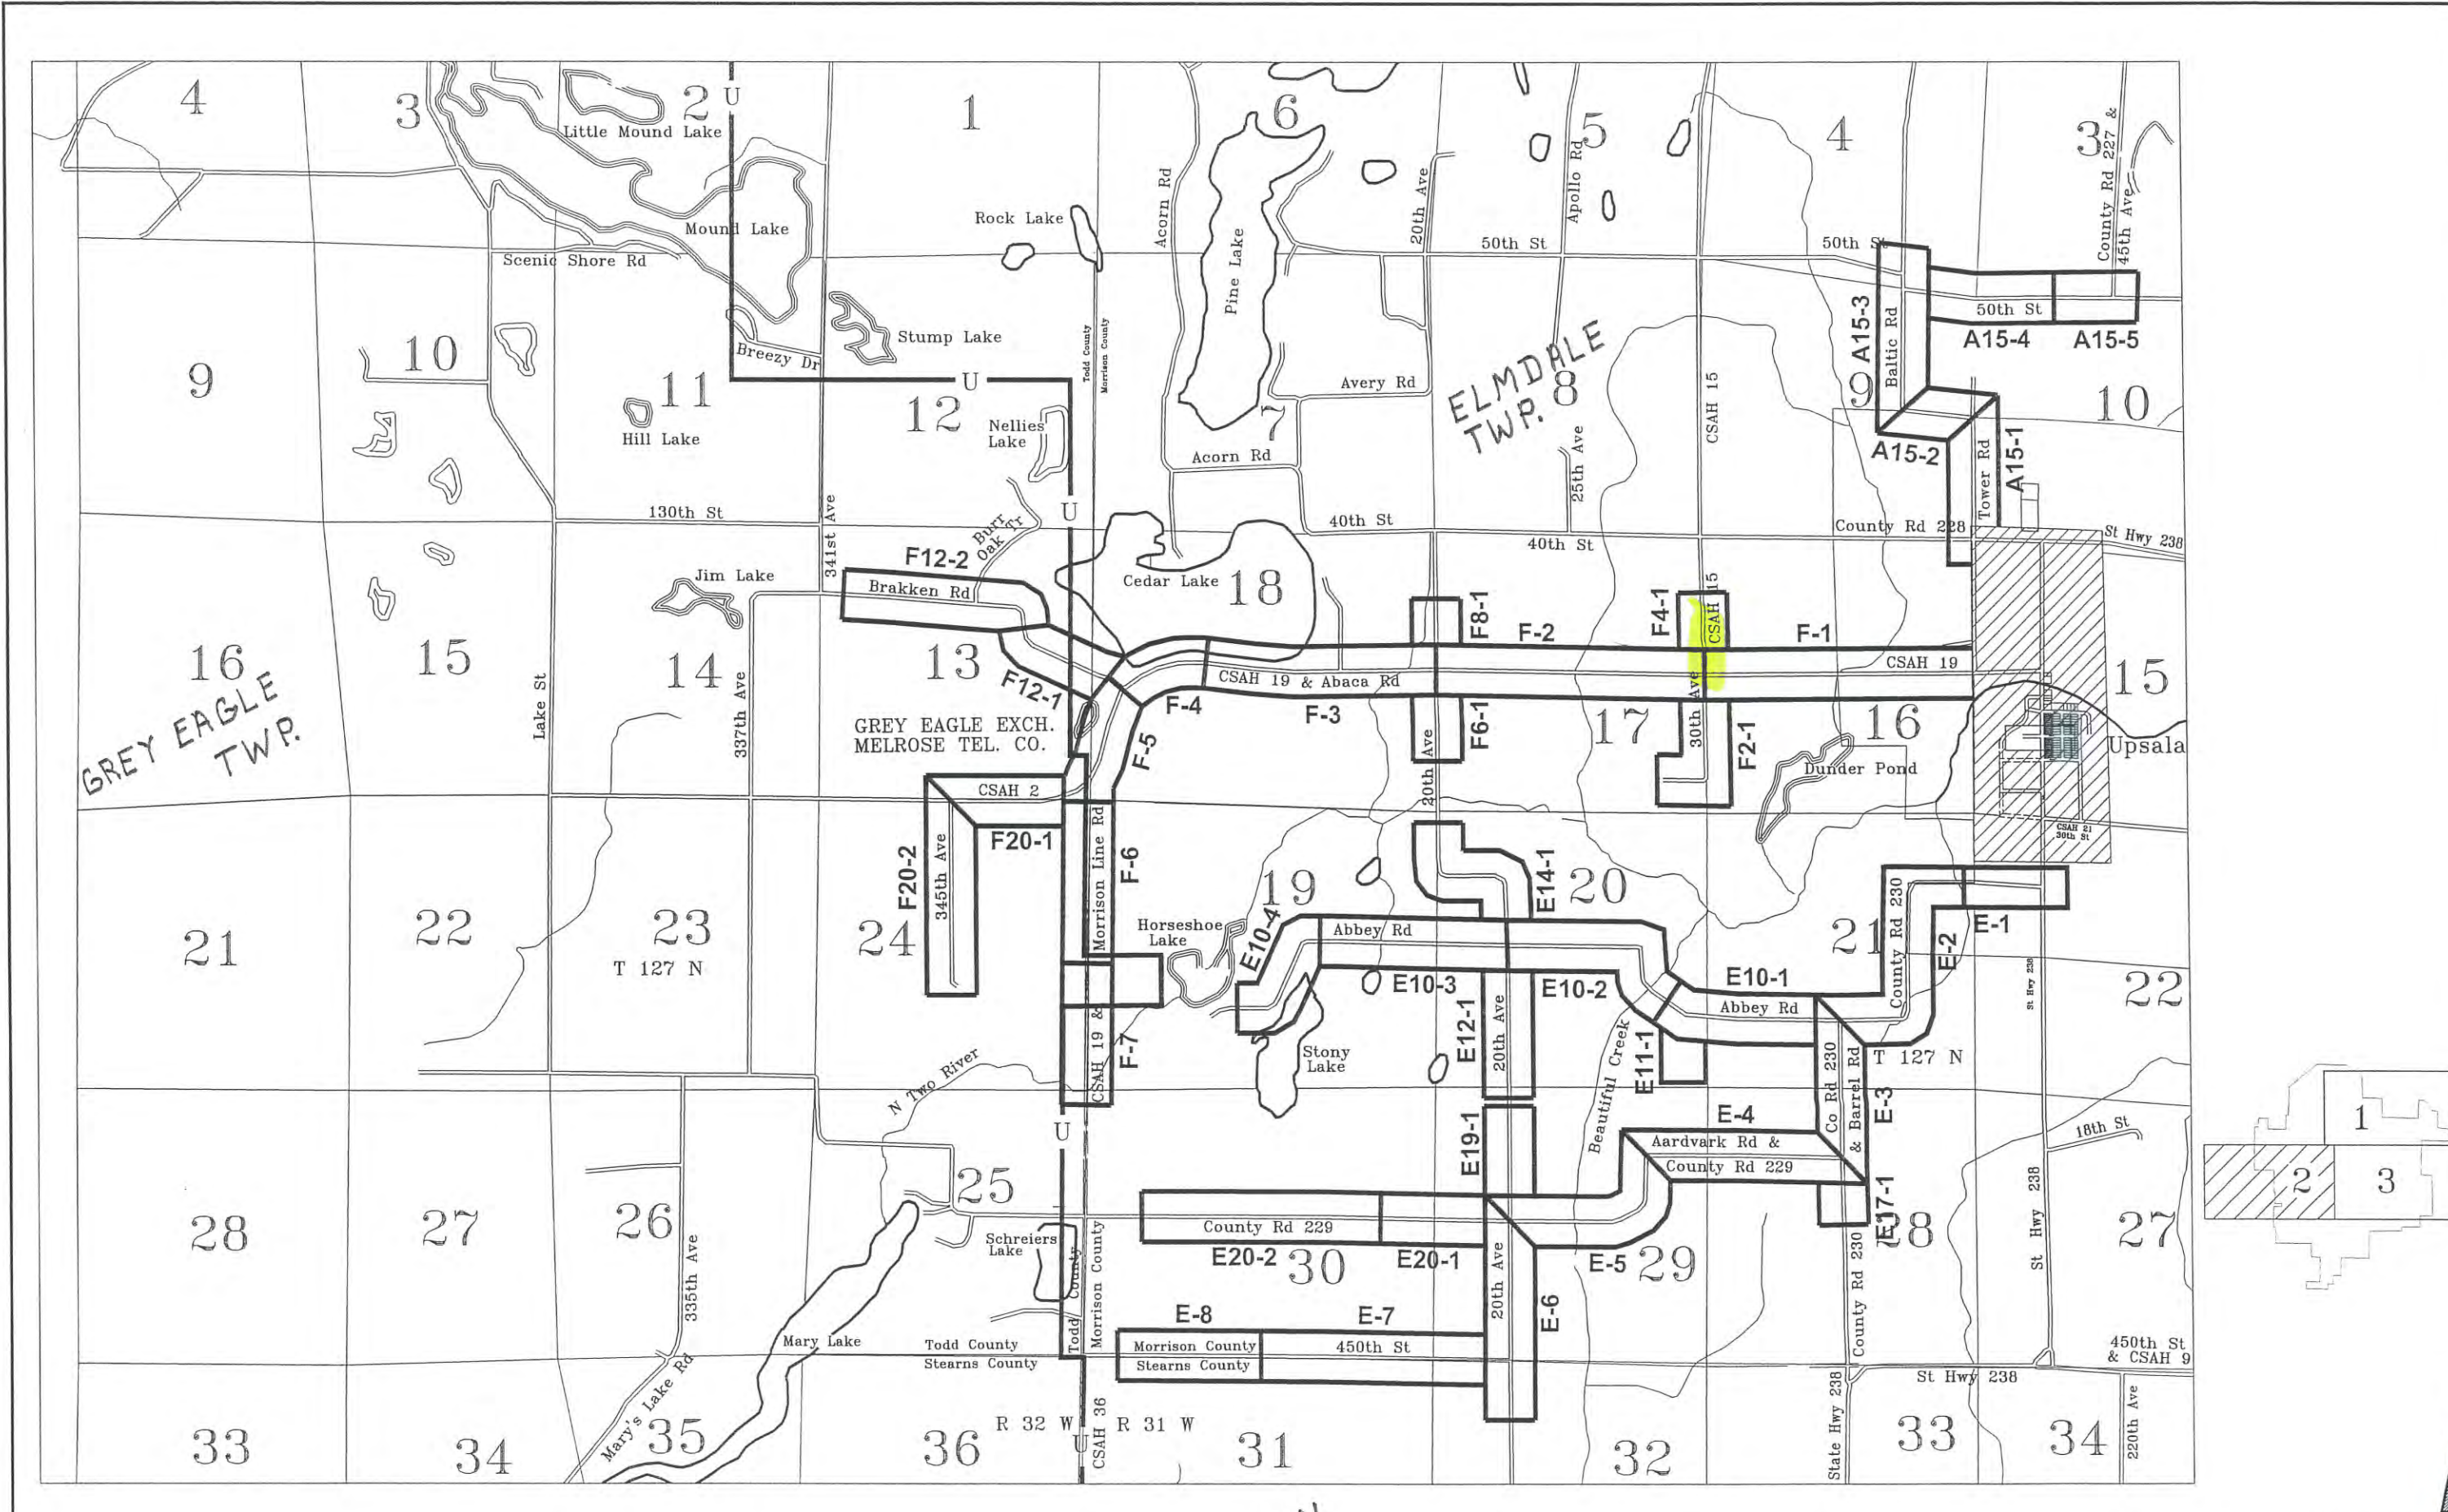 4
3
2
U
1
6
5
4
3
Little Mound Lake
Apollo Rd
County Rd 227 &
45th Ave
20th Ave
Acorn Rd
Rock Lake
Mound Lake
Pine Lake
50th St
50th St
Scenic Shore Rd
A15-3
Baltic Rd
50th St
A15-4
A15-5
Stump Lake
Breezy Dr
Todd County
Morrison County
9
10
11
U
12
Avery Rd
ELMDALE
TWP.
8
CSAH 15
9
10
Hill Lake
Nellies
Lake
7
Acorn Rd
25th Ave
A15-2
Tower Rd
A15-1
130th St
341st Ave
Burr
Oak Tr
U
40th St
40th St
County Rd 228
St Hwy 238
F12-2
Brakken Rd
Jim Lake
Cedar Lake
18
F8-1
F-2
F4-1
CSAH 15
F-1
16
15
14
13
F12-1
CSAH 19 & Abaca Rd
CSAH 19
15
GREY EAGLE
TWP.
Lake St
337th Ave
GREY EAGLE EXCH.
MELROSE TEL. CO.
F-4
F-3
F-5
F6-1
20th Ave
17
30th Ave
F2-1
16
Dunder Pond
Upsala
CSAH 2
F20-1
F20-2
345th Ave
Morrison Line Rd
F-6
CSAH 21
30th St
19
E14-1
20
21
22
23
T 127 N
24
Horseshoe
Lake
E10-4
Abbey Rd
E10-3
E10-2
E10-1
Abbey Rd
21
County Rd 230
E-2
E-1
St Hwy 238
22
E12-1
20th Ave
Stony
Lake
Beautiful Creek
E11-1
CSAH 19 &
F-7
N Two River
Co Rd 230
& Barrel Rd
T 127 N
E-3
U
E19-1
E-4
Aardvark Rd &
County Rd 229
18th St
1
2
3
28
27
26
25
335th Ave
Schreiers
Lake
Todd County
Morrison County
County Rd 229
E20-2
30
E20-1
E-5
29
E17-1
28
County Rd 230
St Hwy 238
27
20th Ave
E-6
E-8
E-7
Mary Lake
Todd County
Stearns County
Morrison County
Stearns County
450th St
450th St
& CSAH 9
St Hwy 238
Mary's Lake Rd
33
34
35
36
R 32 W
U
CSAH 36
R 31 W
31
32
State Hwy 238
33
34
220th Ave